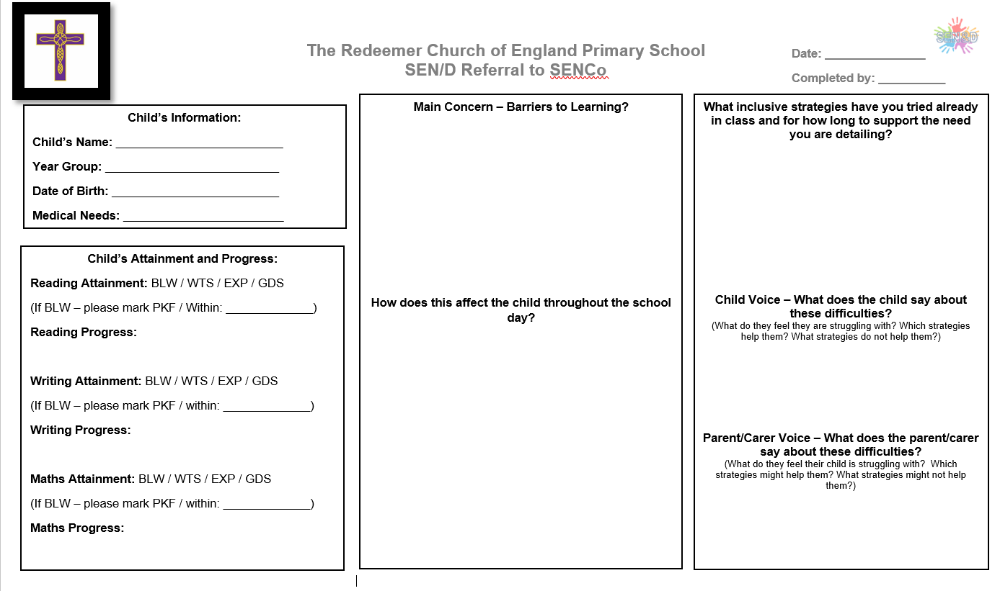 The Redeemer Church of England Primary School
SEN/D Referral to SENCo
Date: _______________
Completed by: __________
SEN&D
Child’s Information:
Child’s Name: _________________________
Year Group: __________________________
Date of Birth: _________________________
Medical Needs: ________________________
Child’s Attainment and Progress:
Reading Attainment: BLW / WTS / EXP / GDS
(If BLW – please mark PKF / Within: _____________)
Reading Progress:
Writing Attainment: BLW / WTS / EXP / GDS
(If BLW – please mark PKF / within: _____________)
Writing Progress:
Maths Attainment: BLW / WTS / EXP / GDS
(If BLW – please mark PKF / within: _____________)
Maths Progress:
Main Concern – Barriers to Learning?
How does this affect the child throughout the school
day?
What inclusive strategies have you tried already
in class and for how long to support the need
you are detailing?
Child Voice – What does the child say about
these difficulties?
(What do they feel they are struggling with? Which strategies
help them? What strategies do not help them?)
Parent/Carer Voice – What does the parent/carer
say about these difficulties?
(What do they feel their child is struggling with?  Which
strategies might help them? What strategies might not help
them?)